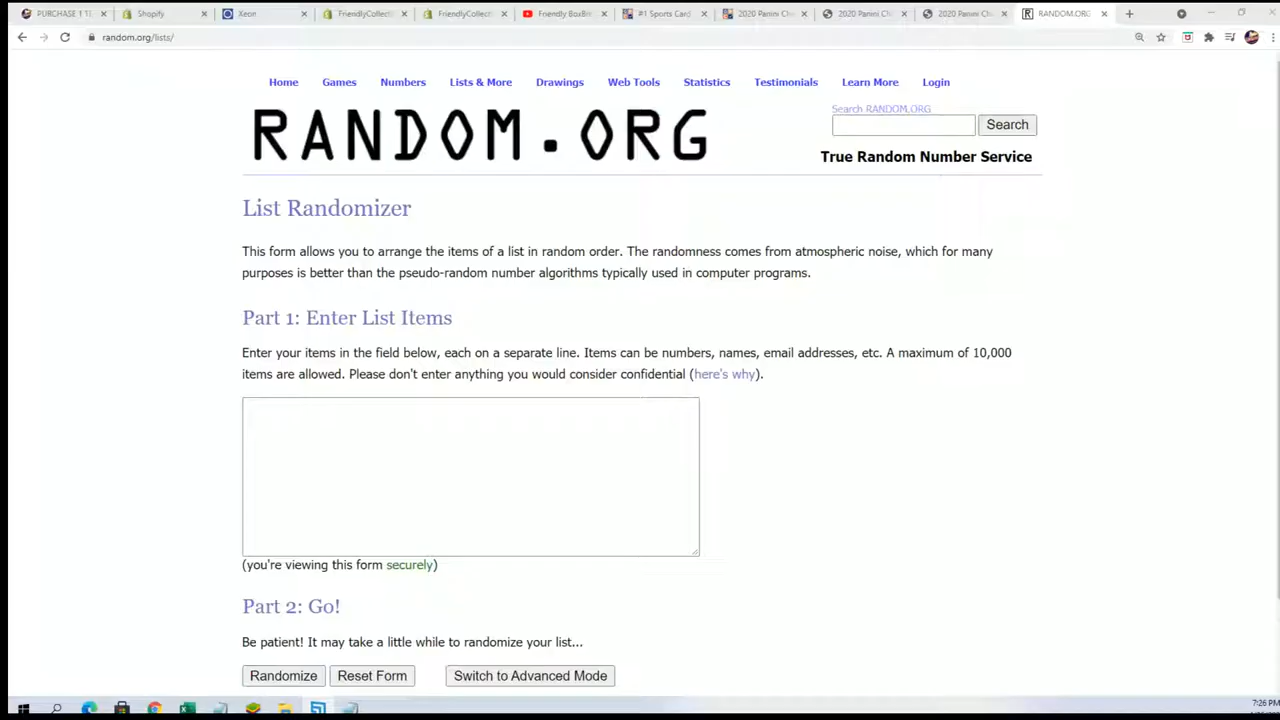 PURCHASE 1 1
Shopify
Xeon
FriendlyCollect
FriendlyCollect
Friendly BoxBre
#1 Sports Card
2020 Panini Ch
2020 Panini Ch
2020 Panini Ch
RANDOM.ORG
random.org/lists/
Home Games Numbers Lists & More Drawings Web Tools Statistics Testimonials Learn More Login
RANDOM.ORG
Search RANDOM.ORG
Search
True Random Number Service
List Randomizer
This form allows you to arrange the items of a list in random order. The randomness comes from atmospheric noise, which for many
purposes is better than the pseudo-random number algorithms typically used in computer programs.
Part 1: Enter List Items
Enter your items in the field below, each on a separate line. Items can be numbers, names, email addresses, etc. A maximum of 10,000
items are allowed. Please don't enter anything you would consider confidential (here's why).
(you're viewing this form securely)
Part 2: Go!
Be patient! It may take a little while to randomize your list...
Randomize Reset Form Switch to Advanced Mode
7:26 PM